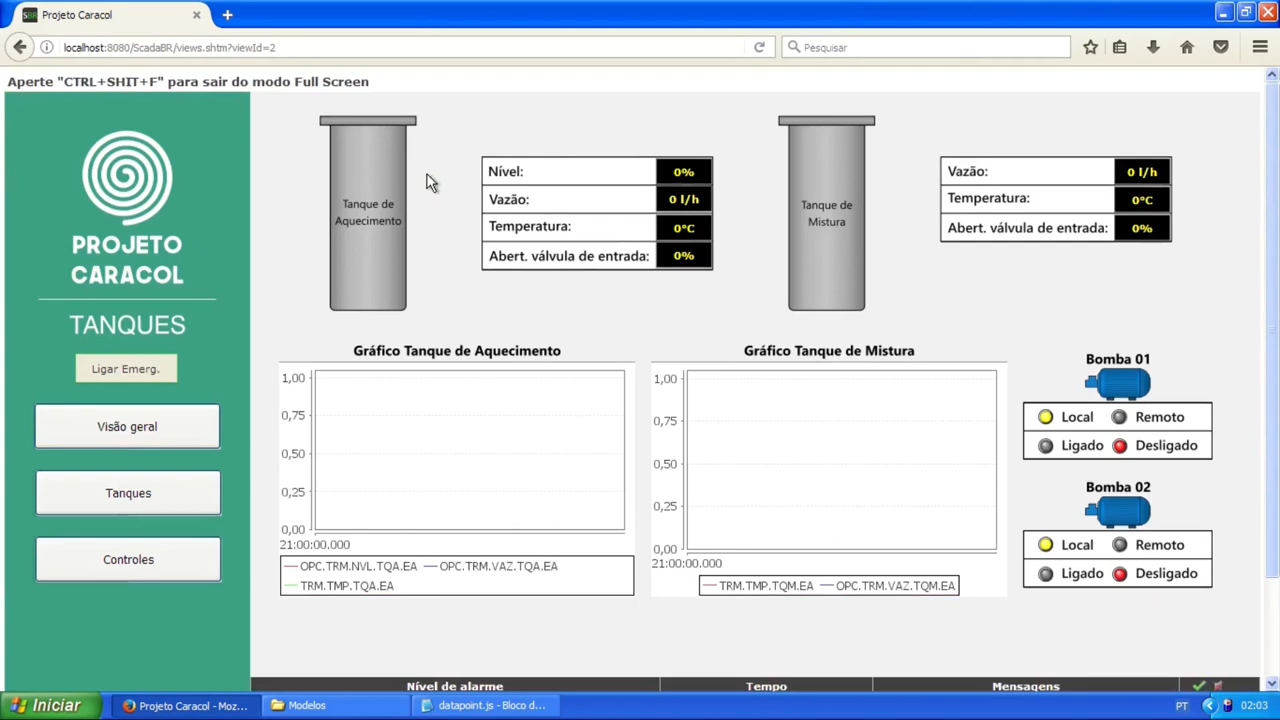 Projeto Caracol
localhost:8080/ScadaBR/views.shtm?viewId=2
Pesquisar
Aperte "CTRL+SHIT+F" para sair do modo Full Screen
PROJETO
CARACOL
TANQUES
Ligar Emerg.
Visão geral
Tanques
Controles
Tanque de
Aquecimento
Nível: 0%
Vazão: 0 l/h
Temperatura: 0°C
Abert. válvula de entrada: 0%
Tanque de
Mistura
Vazão: 0 l/h
Temperatura: 0°C
Abert. válvula de entrada: 0%
Gráfico Tanque de Aquecimento
1,00
0,75
0,50
0,25
0,00
21:00:00.000
OPC.TRM.NVL.TQA.EA OPC.TRM.VAZ.TQA.EA
TRM.TMP.TQA.EA
Gráfico Tanque de Mistura
1,00
0,75
0,50
0,25
0,00
21:00:00.000
TRM.TMP.TQM.EA OPC.TRM.VAZ.TQM.EA
Bomba 01
Local Remoto
Ligado Desligado
Bomba 02
Local Remoto
Ligado Desligado
Nível de alarme Tempo Mensagens
Iniciar Projeto Caracol - Moz... Modelos datapoint.js - Bloco d... PT 02:03